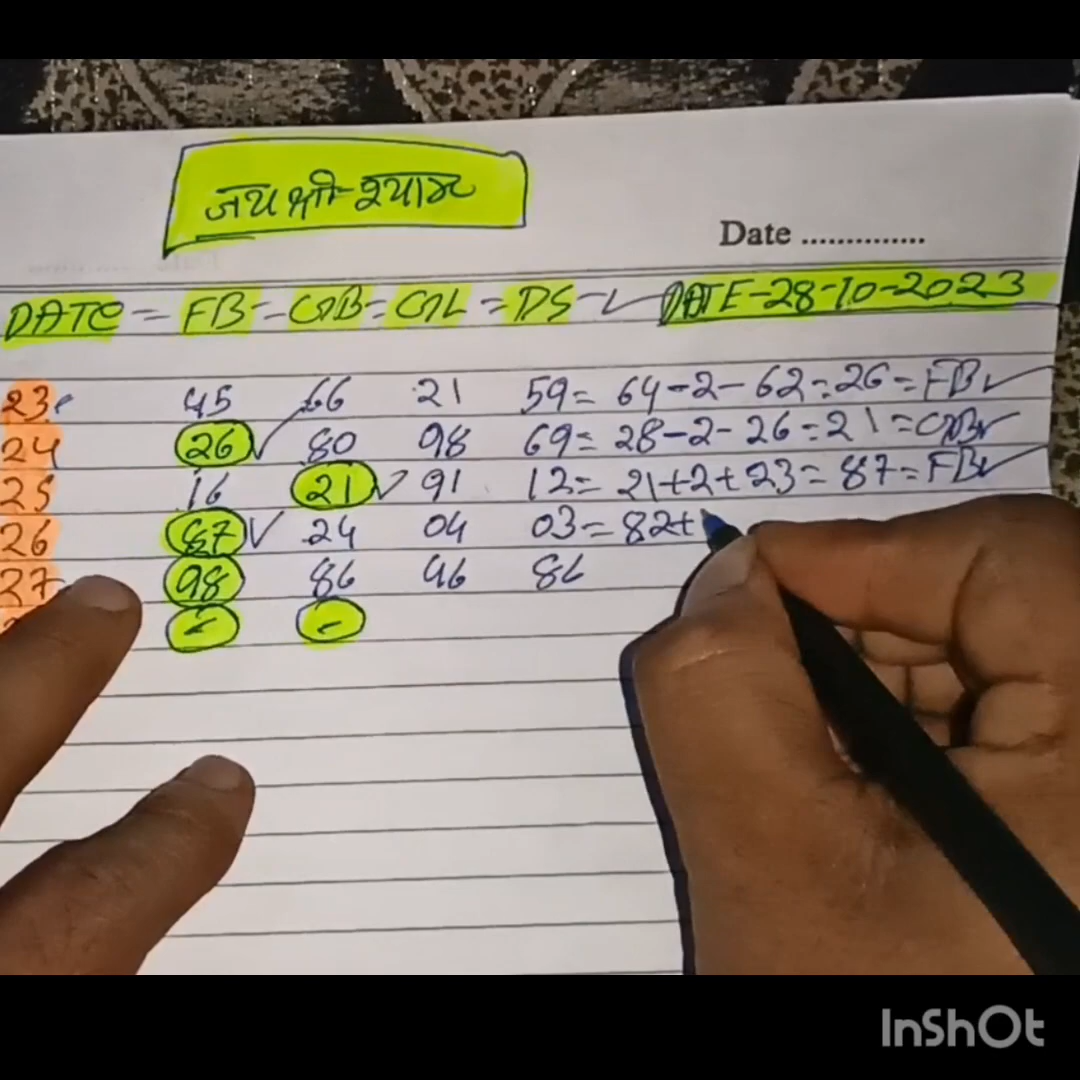 जय श्री श्याम
Date ..............
DATE = FB = GB = GL = DS - ✓ DATE-28-10-2023
23 45 66 21 59 = 64-2-62=26=FB✓
24 26✓ 80 98 69 = 28-2-26=21=GB✓
25 16 21✓ 91 12 = 21+2+23=87=FB✓
26 87✓ 24 04 03 = 82+
27 98 86 46 86
InShOt